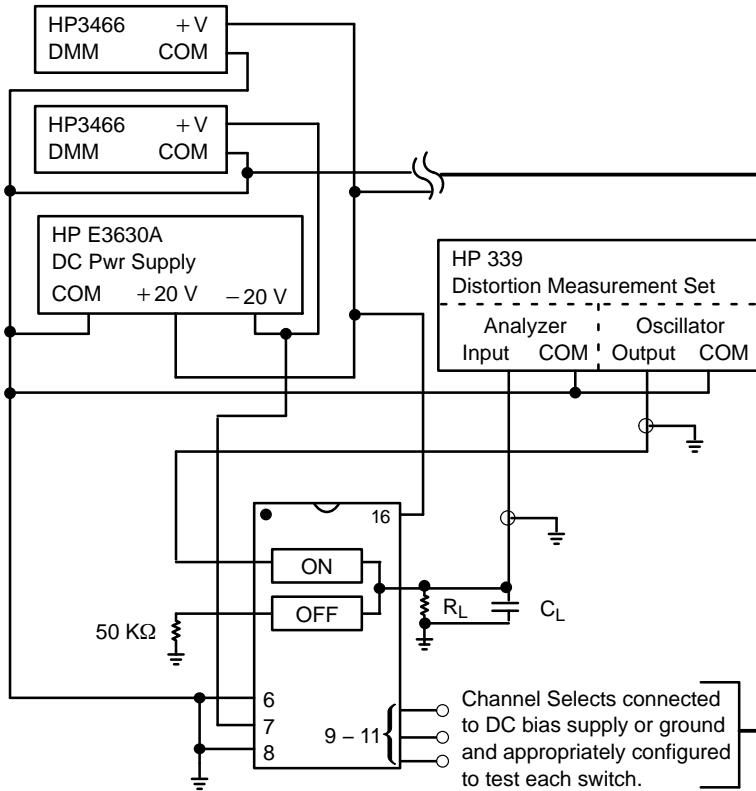 HP3466 +V
DMM COM
HP3466 +V
DMM COM
HP E3630A
DC Pwr Supply
COM +20 V −20 V
HP 339
Distortion Measurement Set
Analyzer Oscillator
Input COM Output COM
16
ON
OFF
50 KΩ
RL
CL
6
7
8
9 – 11
Channel Selects connected
to DC bias supply or ground
and appropriately configured
to test each switch.